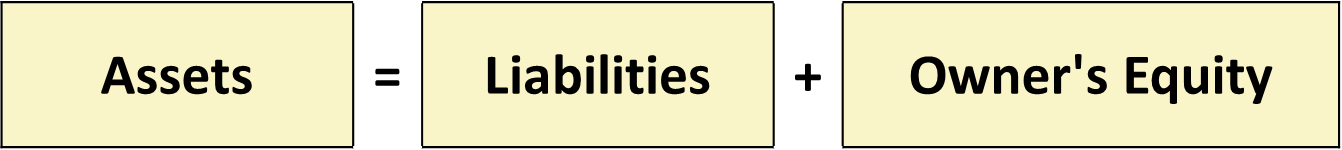 Assets = Liabilities + Owner's Equity